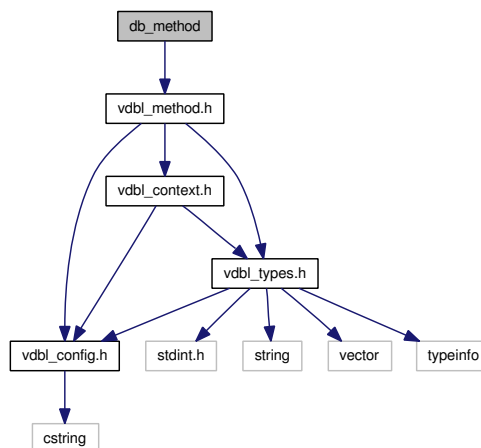 db_method
vdbl_method.h
vdbl_context.h
vdbl_types.h
vdbl_config.h
stdint.h
string
vector
typeinfo
cstring